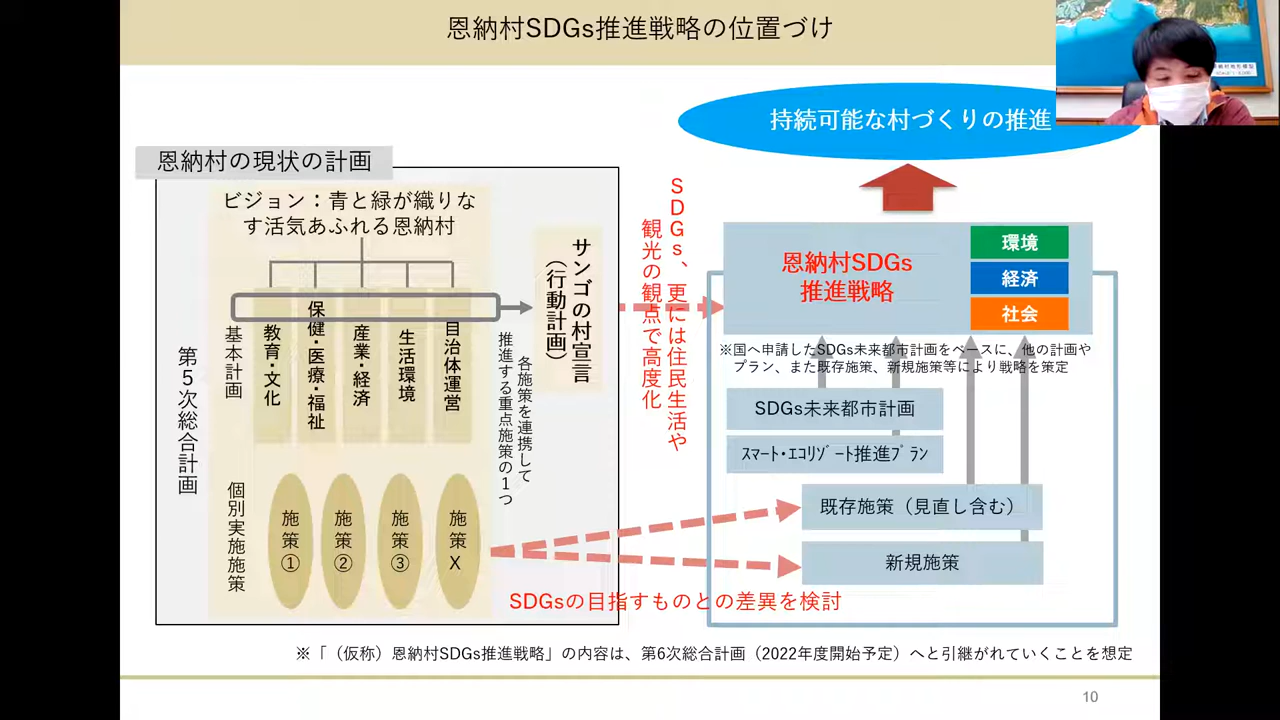 恩納村SDGs推進戦略の位置づけ
持続可能な村づくりの推進
恩納村の現状の計画
ビジョン：青と緑が織りな
す活気あふれる恩納村
第5次総合計画
基本計画
教育・文化
保健・医療・福祉
産業・経済
生活環境
自治体運営
サンゴの村宣言
（行動計画）
各施策を連携して
推進する重点施策の1つ
個別実施施策
施策①
施策②
施策③
施策X
SDGs、更には住民生活や
観光の観点で高度化
恩納村SDGs
推進戦略
環境
経済
社会
※国へ申請したSDGs未来都市計画をベースに、他の計画や
プラン、また既存施策、新規施策等により戦略を策定
SDGs未来都市計画
ｽﾏｰﾄ・ｴｺﾘｿﾞｰﾄ推進ﾌﾟﾗﾝ
既存施策（見直し含む）
新規施策
SDGsの目指すものとの差異を検討
※「（仮称）恩納村SDGs推進戦略」の内容は、第6次総合計画（2022年度開始予定）へと引継がれていくことを想定
10